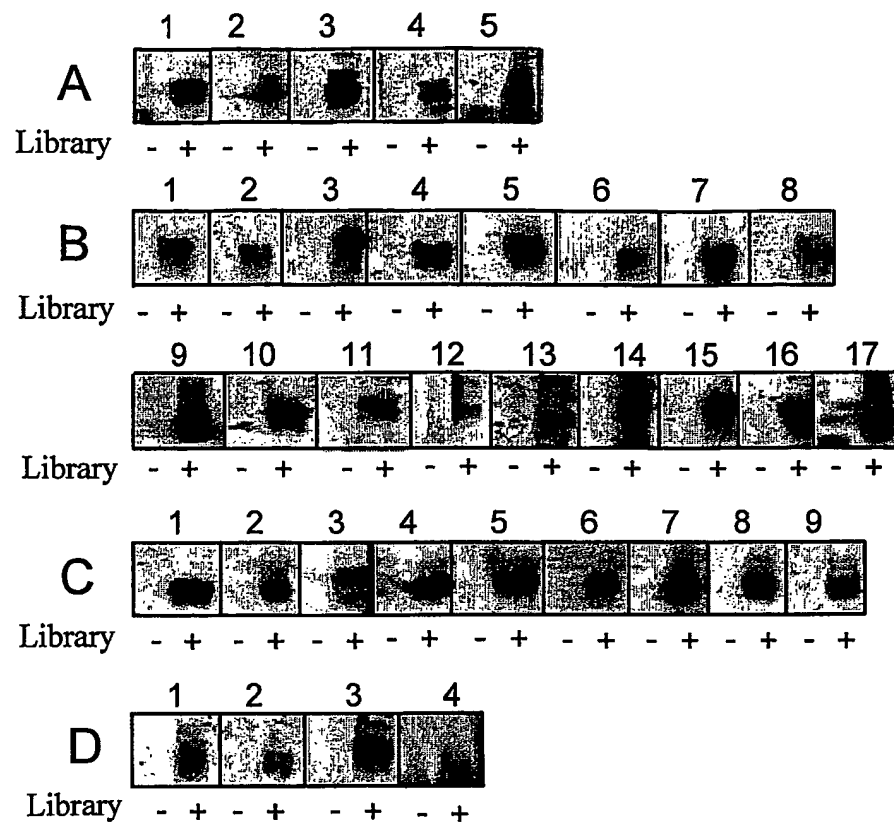 1 2 3 4 5
A
Library - + - + - + - + - +
1 2 3 4 5 6 7 8
B
Library - + - + - + - + - + - + - + - +
9 10 11 12 13 14 15 16 17
Library - + - + - + - + - + - + - + - + - +
1 2 3 4 5 6 7 8 9
C
Library - + - + - + - + - + - + - + - + - +
1 2 3 4
D
Library - + - + - + - +